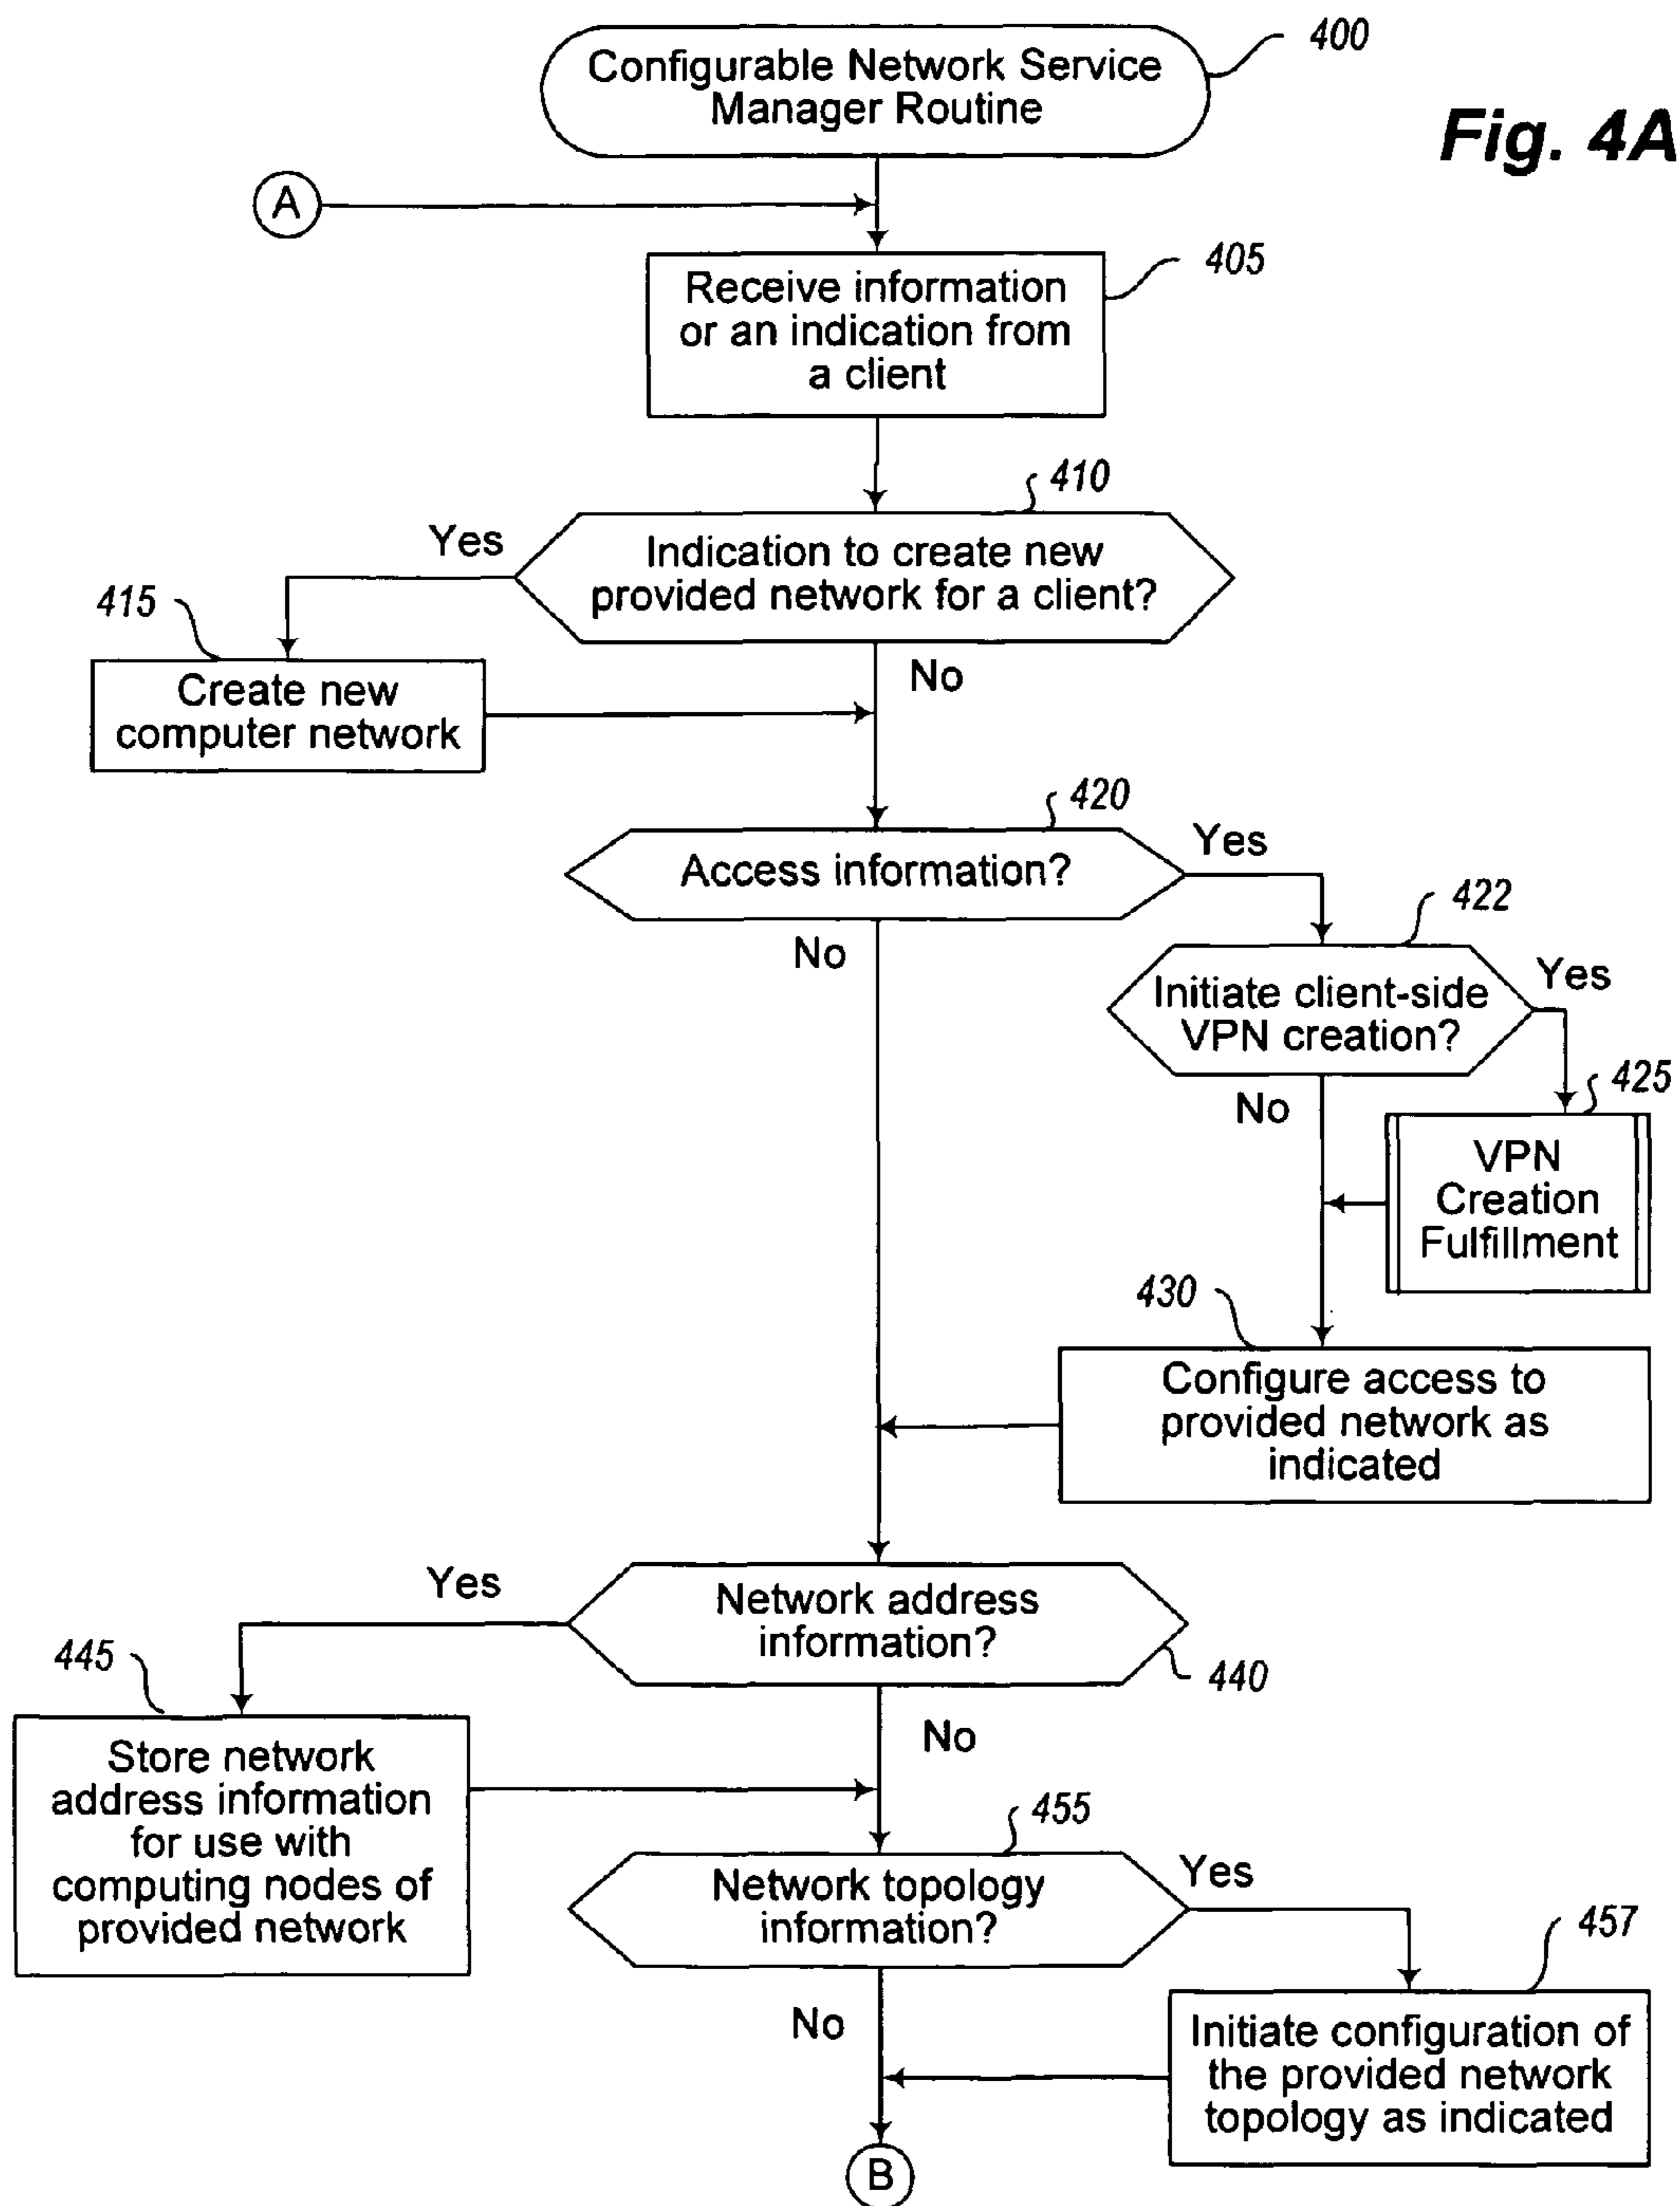 Configurable Network Service
Manager Routine
400
Fig. 4A
A
Receive information
or an indication from
a client
405
410
Yes
Indication to create new
provided network for a client?
415
No
Create new
computer network
420
Access information?
Yes
422
No
Initiate client-side
VPN creation?
Yes
425
No
VPN
Creation
Fulfillment
430
Configure access to
provided network as
indicated
Yes
Network address
information?
445
440
No
Store network
address information
for use with
computing nodes of
provided network
455
Network topology
information?
Yes
457
No
Initiate configuration of
the provided network
topology as indicated
B